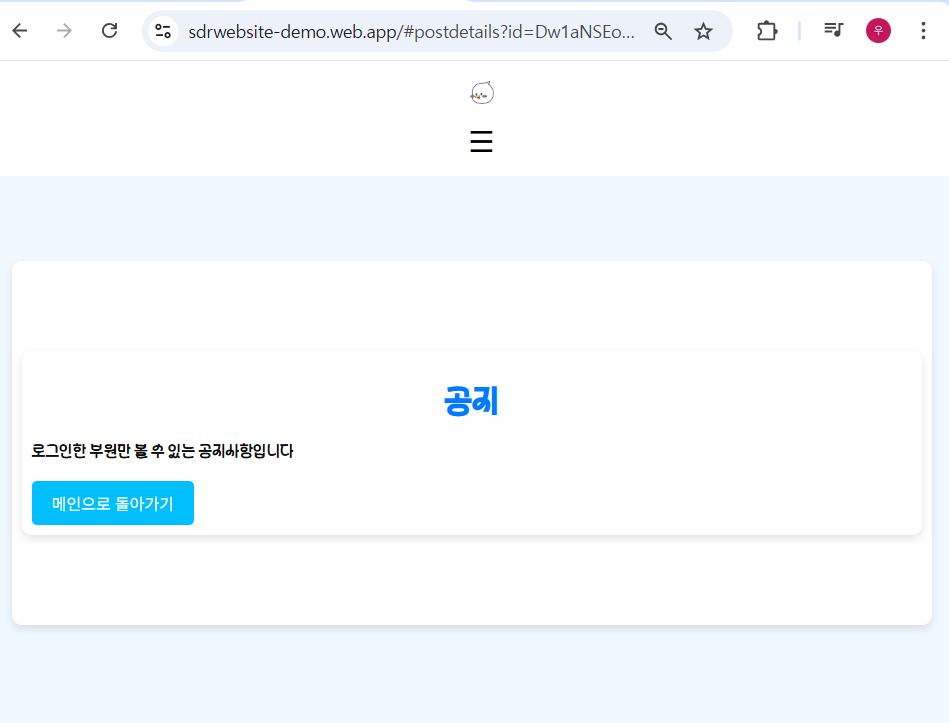 sdrwebsite-demo.web.app/#postdetails?id=Dw1aNSEo...
우
공지
로그인한 부원만 볼 수 있는 공지사항입니다
메인으로 돌아가기